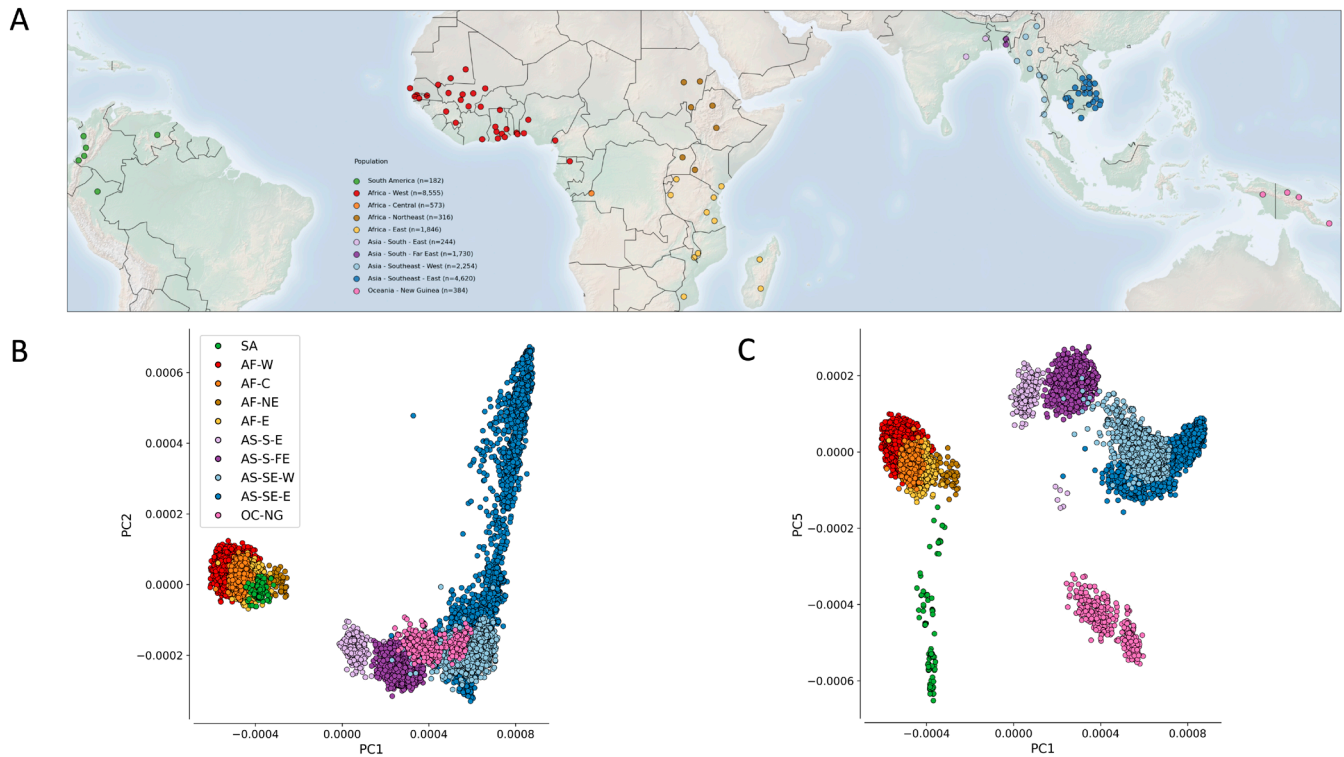 A
Population
South America (n=182)
Africa - West (n=8,555)
Africa - Central (n=573)
Africa - Northeast (n=316)
Africa - East (n=1,846)
Asia - South - East (n=244)
Asia - South - Far East (n=1,730)
Asia - Southeast - West (n=2,254)
Asia - Southeast - East (n=4,620)
Oceania - New Guinea (n=384)
B
SA
AF-W
AF-C
AF-NE
AF-E
AS-S-E
AS-S-FE
AS-SE-W
AS-SE-E
OC-NG
0.0006
0.0004
0.0002
0.0000
−0.0002
PC2
−0.0004
0.0000
0.0004
0.0008
PC1
C
0.0002
0.0000
−0.0002
−0.0004
−0.0006
PC5
−0.0004
0.0000
0.0004
0.0008
PC1